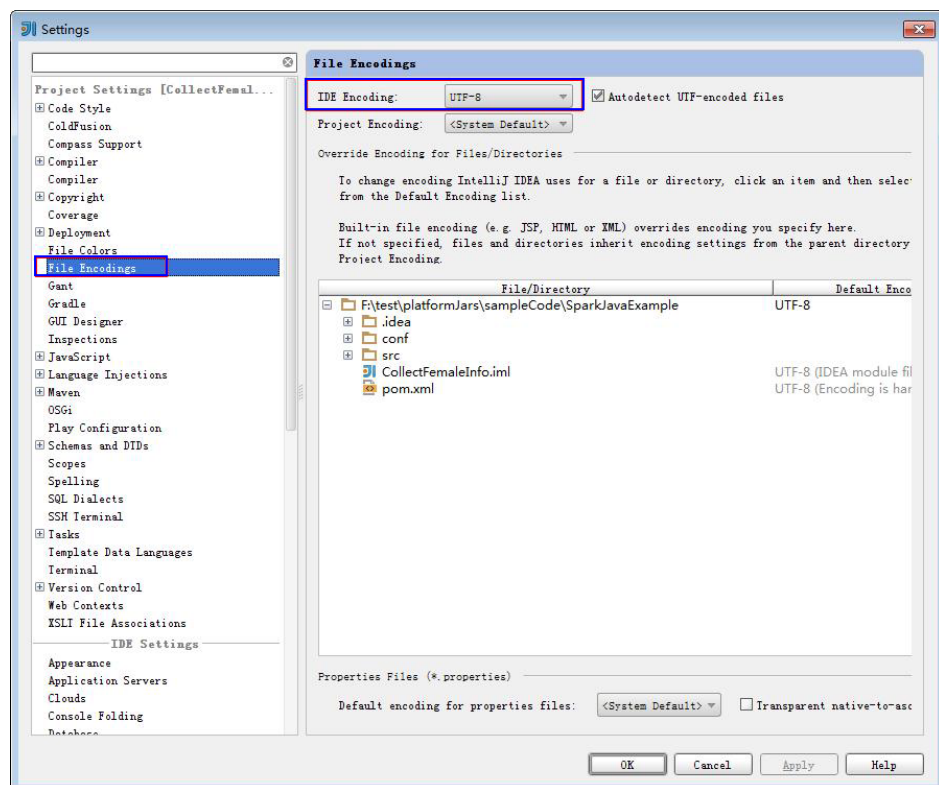 Settings
Project Settings [CollectFemal...
Code Style
ColdFusion
Compass Support
Compiler
Compiler
Copyright
Coverage
Deployment
File Colors
File Encodings
Gant
Gradle
GUI Designer
Inspections
JavaScript
Language Injections
Maven
OSGi
Play Configuration
Schemas and DTDs
Scopes
Spelling
SQL Dialects
SSH Terminal
Tasks
Template Data Languages
Terminal
Version Control
Web Contexts
XSLT File Associations
IDE Settings
Appearance
Application Servers
Clouds
Console Folding
Database
File Encodings
IDE Encoding: UTF-8 Autodetect UTF-encoded files
Project Encoding: <System Default>
Override Encoding for Files/Directories
To change encoding IntelliJ IDEA uses for a file or directory, click an item and then selec
from the Default Encoding list.
Built-in file encoding (e.g. JSP, HTML or XML) overrides encoding you specify here.
If not specified, files and directories inherit encoding settings from the parent directory
Project Encoding.
File/Directory Default Enco
F:\test\platformJars\sampleCode\SparkJavaExample UTF-8
.idea
conf
src
CollectFemaleInfo.iml UTF-8 (IDEA module fil
pom.xml UTF-8 (Encoding is har
Properties Files (*.properties)
Default encoding for properties files: <System Default> Transparent native-to-asc
OK Cancel Apply Help